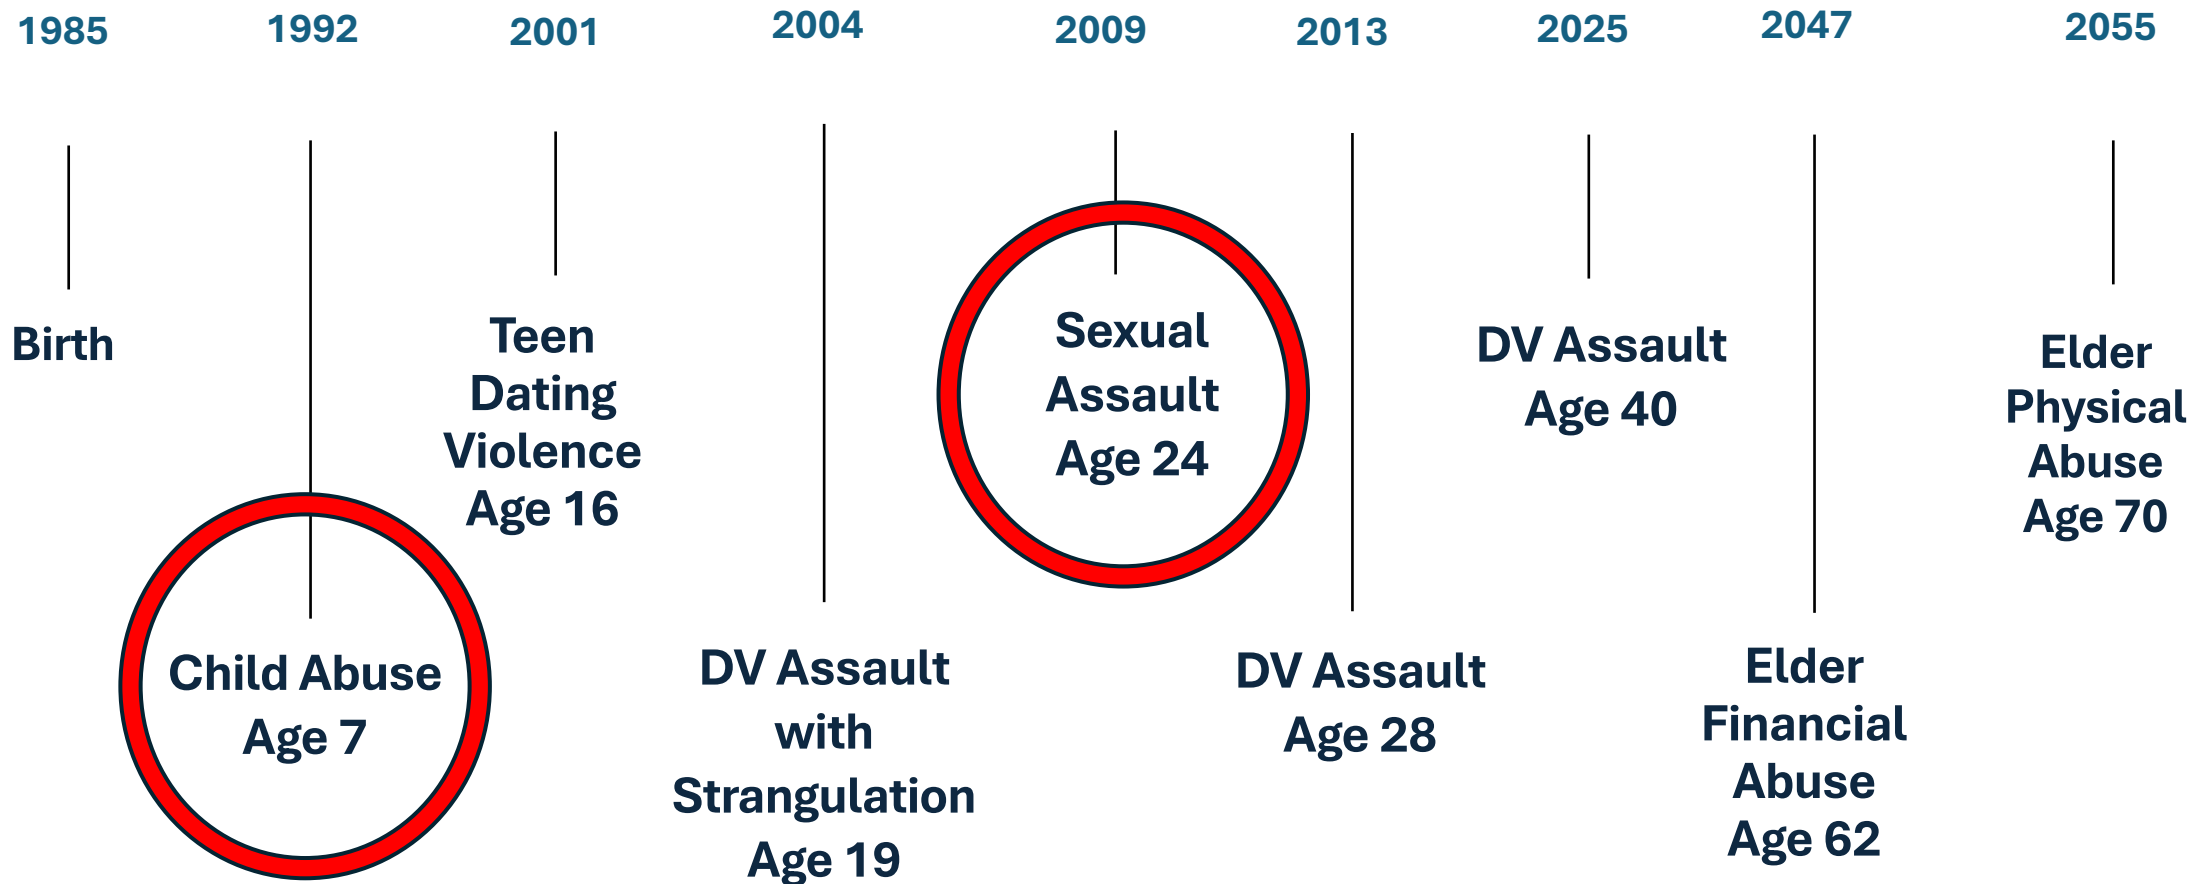 1985
1992
2001
2004
2009
2013
2025
2047
2055
Birth
Child Abuse
Age 7
Teen
Dating
Violence
Age 16
DV Assault
with
Strangulation
Age 19
Sexual
Assault
Age 24
DV Assault
Age 28
DV Assault
Age 40
Elder
Financial
Abuse
Age 62
Elder
Physical
Abuse
Age 70